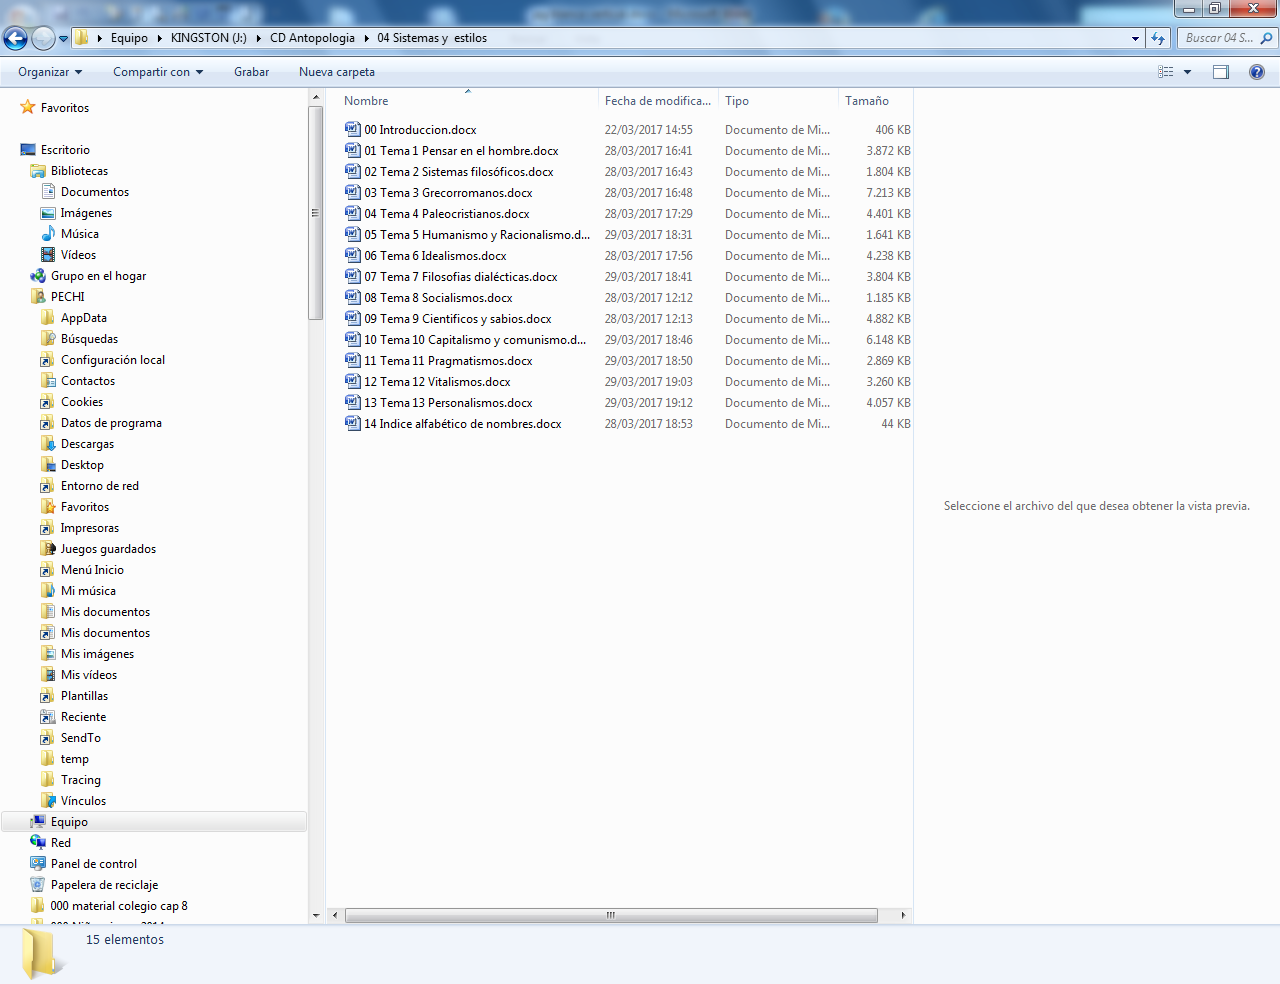 Equipo KINGSTON (J:) CD Antopologia 04 Sistemas y estilos
Buscar 04 S...
Organizar Compartir con Grabar Nueva carpeta
Favoritos
Escritorio
Bibliotecas
Documentos
Imágenes
Música
Vídeos
Grupo en el hogar
PECHI
AppData
Búsquedas
Configuración local
Contactos
Cookies
Datos de programa
Descargas
Desktop
Entorno de red
Favoritos
Impresoras
Juegos guardados
Menú Inicio
Mi música
Mis documentos
Mis documentos
Mis imágenes
Mis vídeos
Plantillas
Reciente
SendTo
temp
Tracing
Vínculos
Equipo
Red
Panel de control
Papelera de reciclaje
000 material colegio cap 8
Nombre Fecha de modifica... Tipo Tamaño
00 Introduccion.docx 22/03/2017 14:55 Documento de Mi... 406 KB
01 Tema 1 Pensar en el hombre.docx 28/03/2017 16:41 Documento de Mi... 3.872 KB
02 Tema 2 Sistemas filosóficos.docx 28/03/2017 16:43 Documento de Mi... 1.804 KB
03 Tema 3 Grecorromanos.docx 28/03/2017 16:48 Documento de Mi... 7.213 KB
04 Tema 4 Paleocristianos.docx 28/03/2017 17:29 Documento de Mi... 4.401 KB
05 Tema 5 Humanismo y Racionalismo.d... 29/03/2017 18:31 Documento de Mi... 1.641 KB
06 Tema 6 Idealismos.docx 28/03/2017 17:56 Documento de Mi... 4.238 KB
07 Tema 7 Filosofias dialécticas.docx 29/03/2017 18:41 Documento de Mi... 3.804 KB
08 Tema 8 Socialismos.docx 28/03/2017 12:12 Documento de Mi... 1.185 KB
09 Tema 9 Cientificos y sabios.docx 28/03/2017 12:13 Documento de Mi... 4.882 KB
10 Tema 10 Capitalismo y comunismo.d... 29/03/2017 18:46 Documento de Mi... 6.148 KB
11 Tema 11 Pragmatismos.docx 29/03/2017 18:50 Documento de Mi... 2.869 KB
12 Tema 12 Vitalismos.docx 29/03/2017 19:03 Documento de Mi... 3.260 KB
13 Tema 13 Personalismos.docx 29/03/2017 19:12 Documento de Mi... 4.057 KB
14 Indice alfabético de nombres.docx 28/03/2017 18:53 Documento de Mi... 44 KB
Seleccione el archivo del que desea obtener la vista previa.
15 elementos